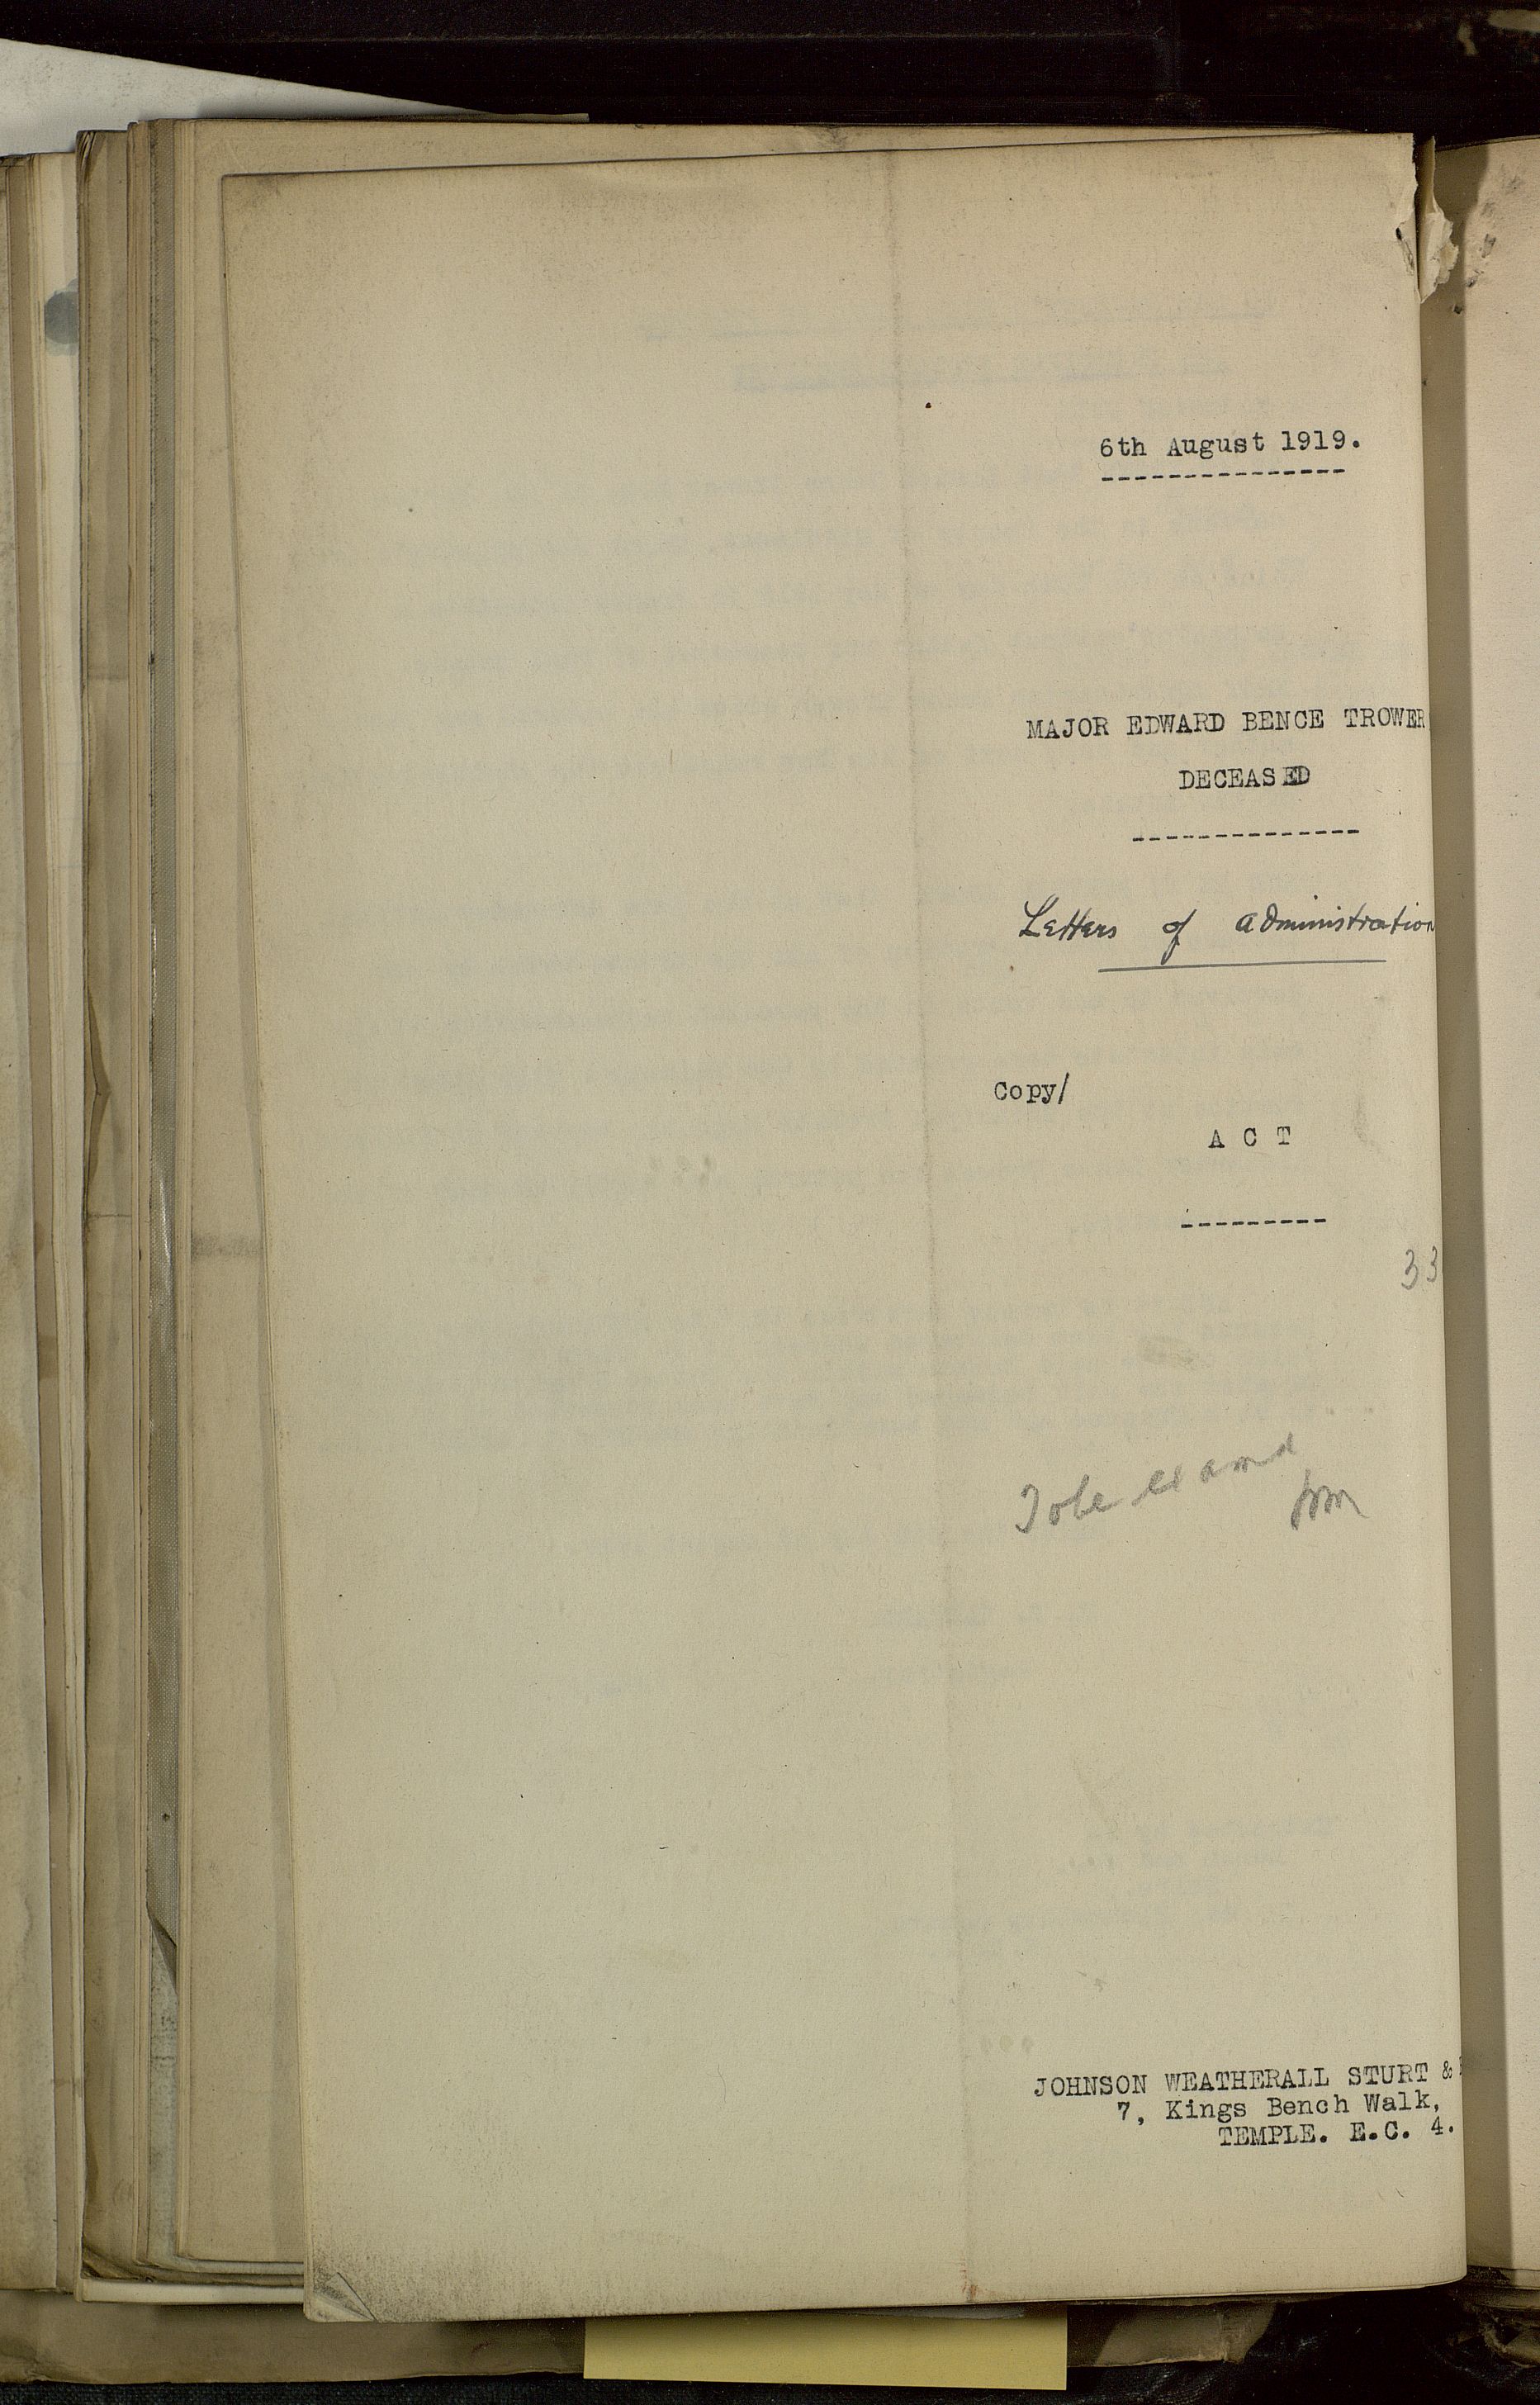 6th August 1919.
MAJOR EDWARD BENCE TROWER
DECEASED
Letters of administration
Copy/
A C T
33
JOHNSON WEATHERALL STURT &
7, Kings Bench Walk,
TEMPLE. E.C. 4.